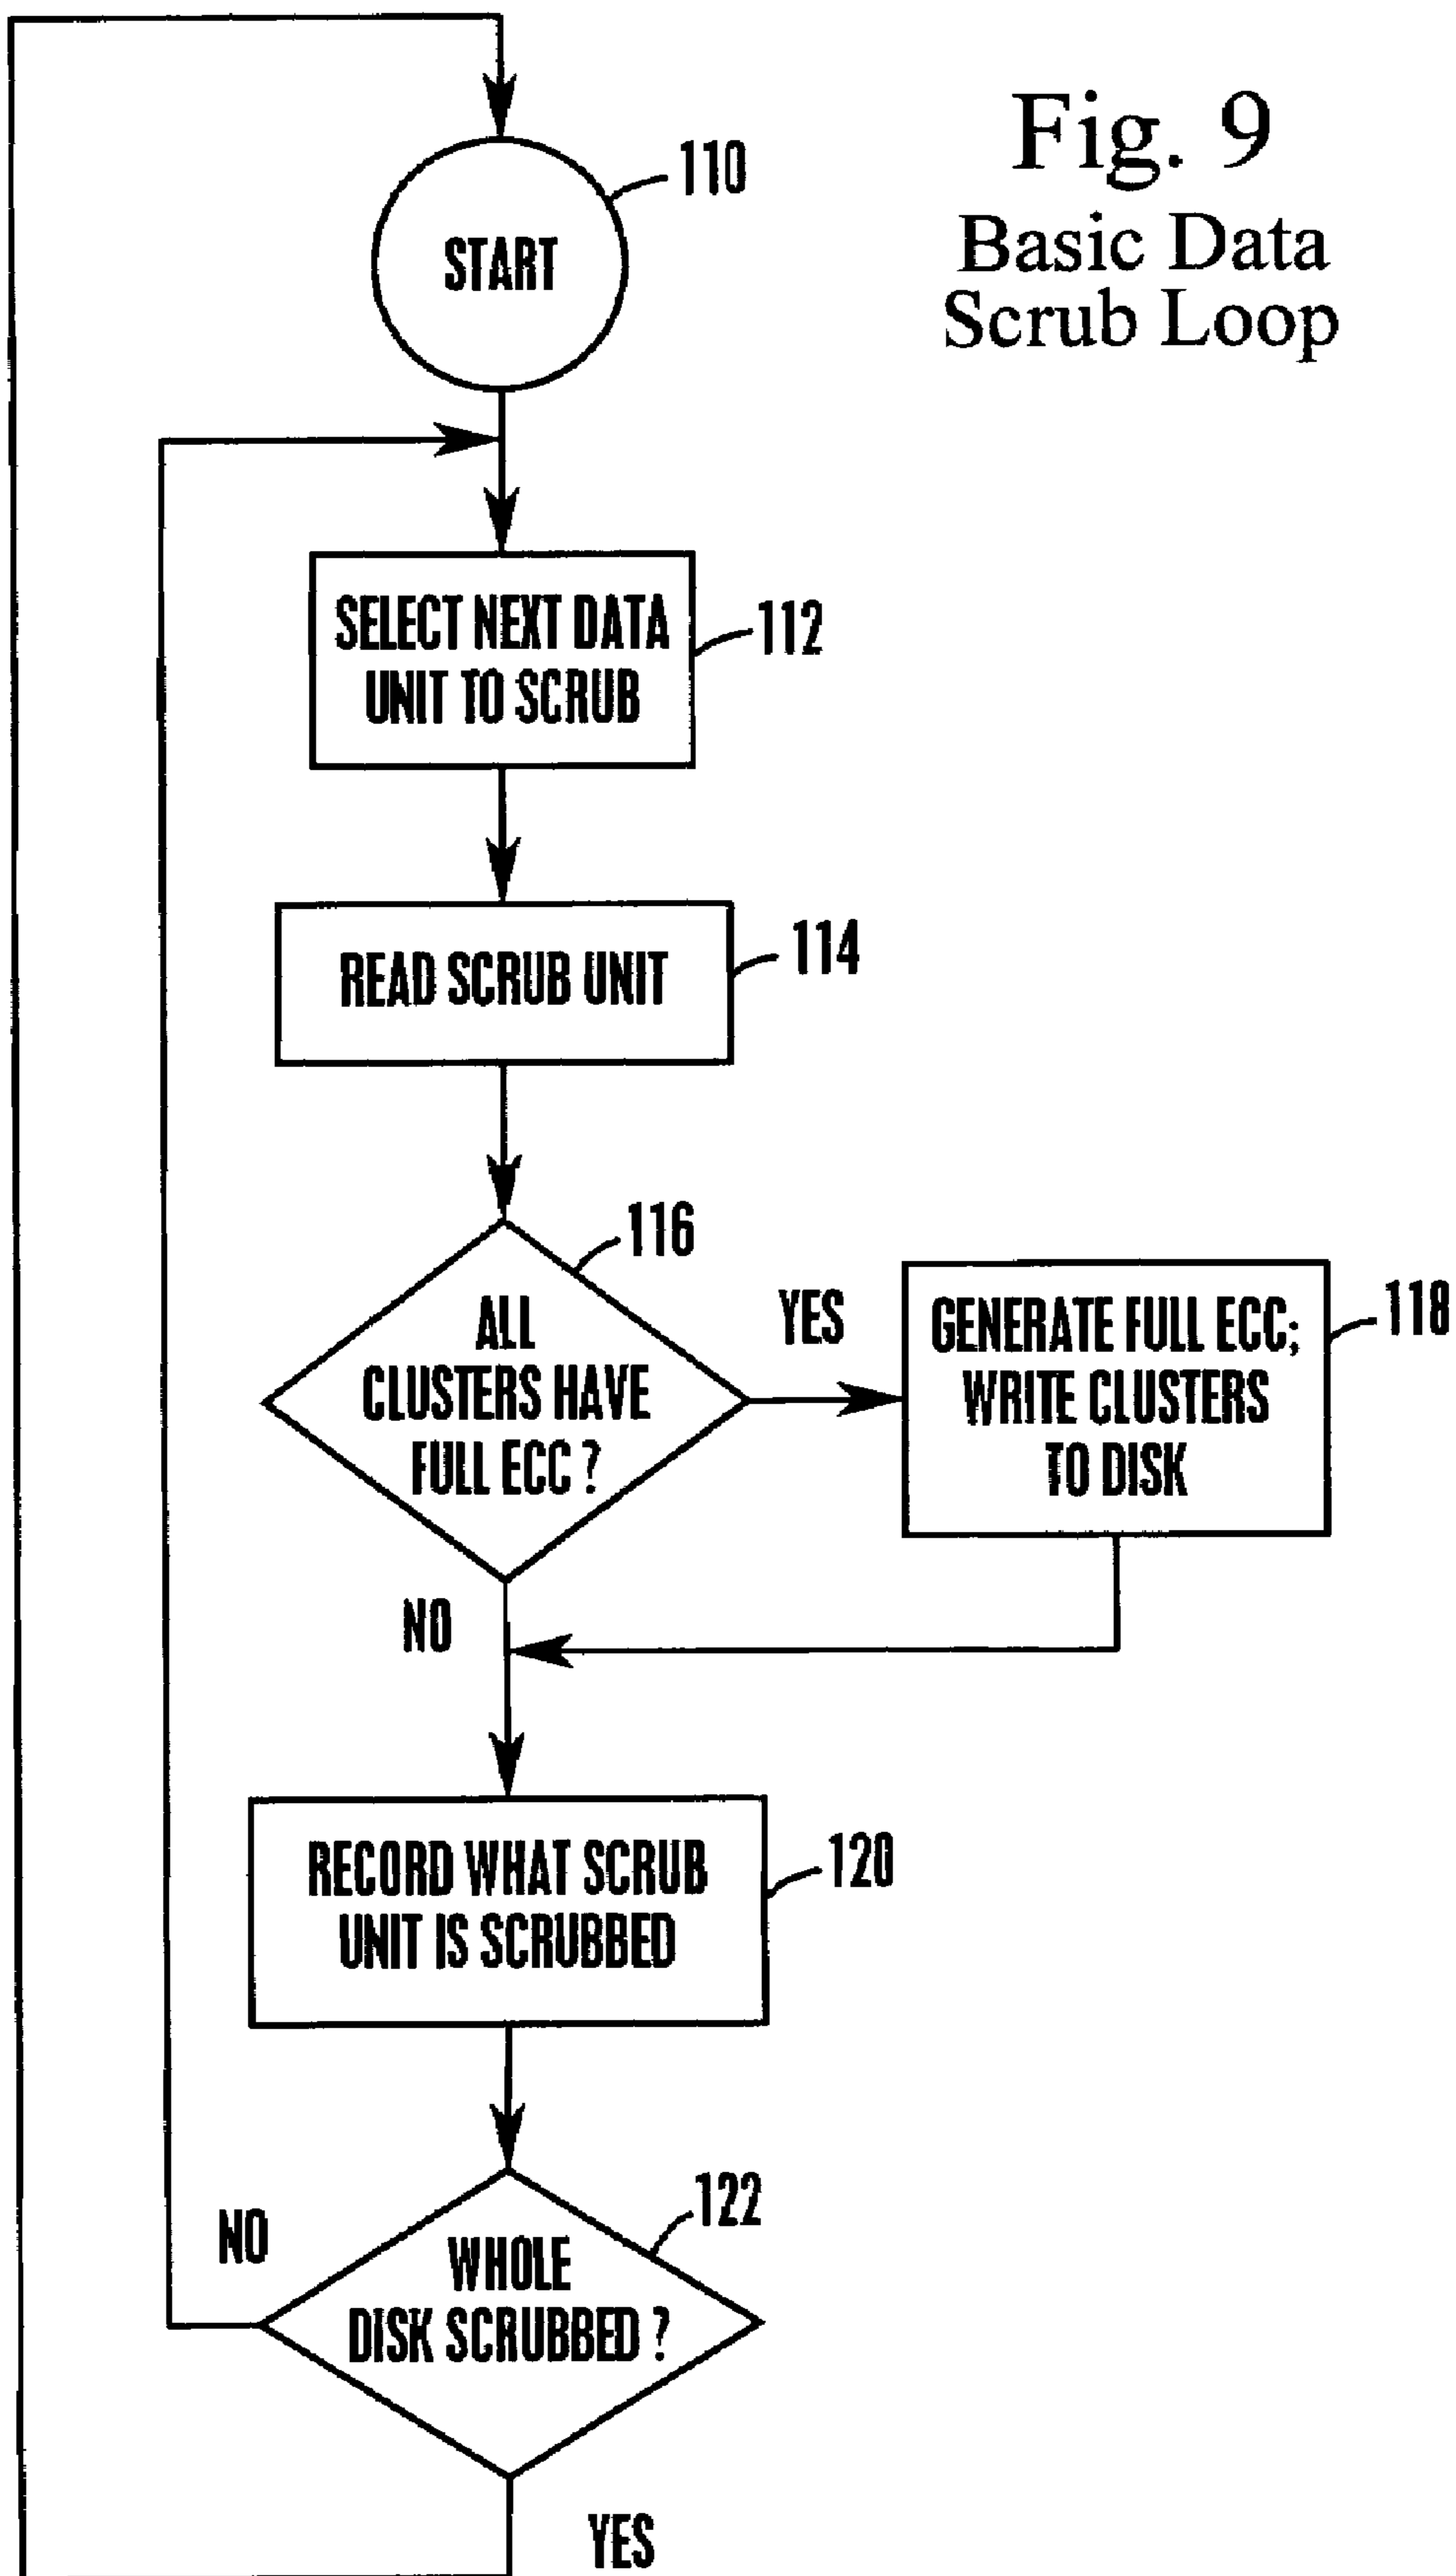 Fig. 9
Basic Data
Scrub Loop
110
START
SELECT NEXT DATA
UNIT TO SCRUB
112
READ SCRUB UNIT
114
116
ALL
CLUSTERS HAVE
FULL ECC ?
YES
GENERATE FULL ECC;
WRITE CLUSTERS
TO DISK
118
NO
RECORD WHAT SCRUB
UNIT IS SCRUBBED
120
122
NO
WHOLE
DISK SCRUBBED ?
YES